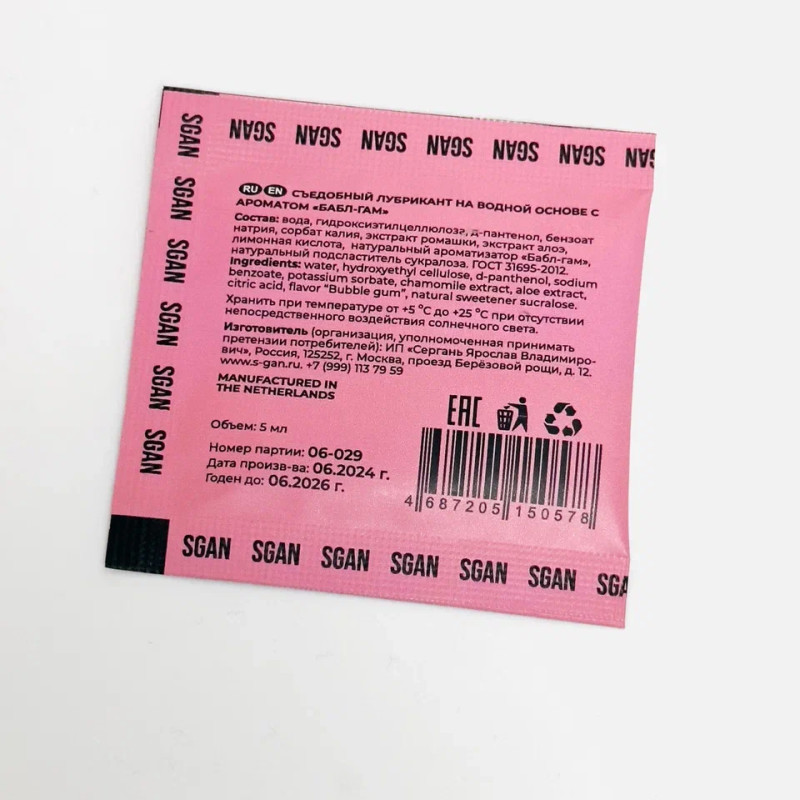 SGAN SGAN SGAN SGAN SGAN SGAN SGAN
SGAN
SGAN
SGAN
SGAN
SGAN
SGAN
RU EN СЪЕДОБНЫЙ ЛУБРИКАНТ НА ВОДНОЙ ОСНОВЕ С
АРОМАТОМ «БАБЛ-ГАМ»
Состав: вода, гидроксиэтилцеллюлоза, д-пантенол, бензоат
натрия, сорбат калия, экстракт ромашки, экстракт алоэ,
лимонная кислота, натуральный ароматизатор «Бабл-гам»,
натуральный подсластитель сукралоза. ГОСТ 31695-2012.
Ingredients: water, hydroxyethyl cellulose, d-panthenol, sodium
benzoate, potassium sorbate, chamomile extract, aloe extract,
citric acid, flavor "Bubble gum", natural sweetener sucralose.
Хранить при температуре от +5 °С до +25 °С при отсутствии
непосредственного воздействия солнечного света.
Изготовитель (организация, уполномоченная принимать
претензии потребителей): ИП «Сергань Ярослав Владимиро-
вич», Россия, 125252, г. Москва, проезд Берёзовой рощи, д. 12.
www.s-gan.ru. +7 (999) 113 79 59
MANUFACTURED IN
THE NETHERLANDS
Объем: 5 мл
Номер партии: 06-029
Дата произв-ва: 06.2024 г.
Годен до: 06.2026 г.
EAC
4 687205 150578
SGAN SGAN SGAN SGAN SGAN SGAN SGA